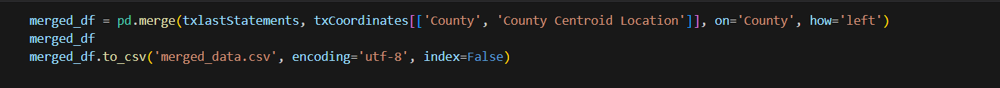 merged_df = pd.merge(txlastStatements, txCoordinates[['County', 'County Centroid Location']], on='County', how='left')
merged_df
merged_df.to_csv('merged_data.csv', encoding='utf-8', index=False)